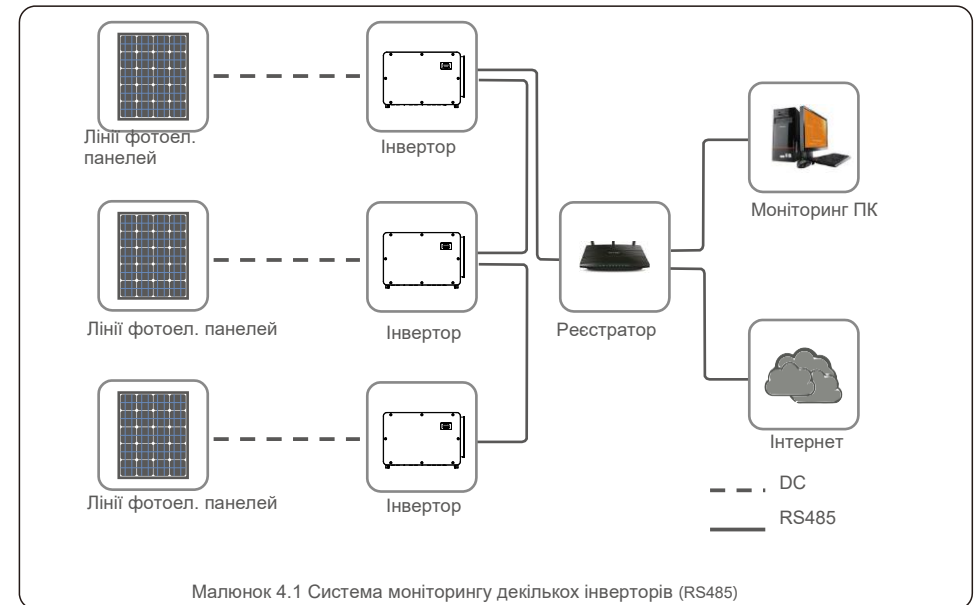 Лінії фотоел.
панелей
Інвертор
Моніторинг ПК
Лінії фотоел. панелей
Інвертор
Реєстратор
Інтернет
Лінії фотоел. панелей
Інвертор
DC
RS485
Малюнок 4.1 Система моніторингу декількох інверторів (RS485)